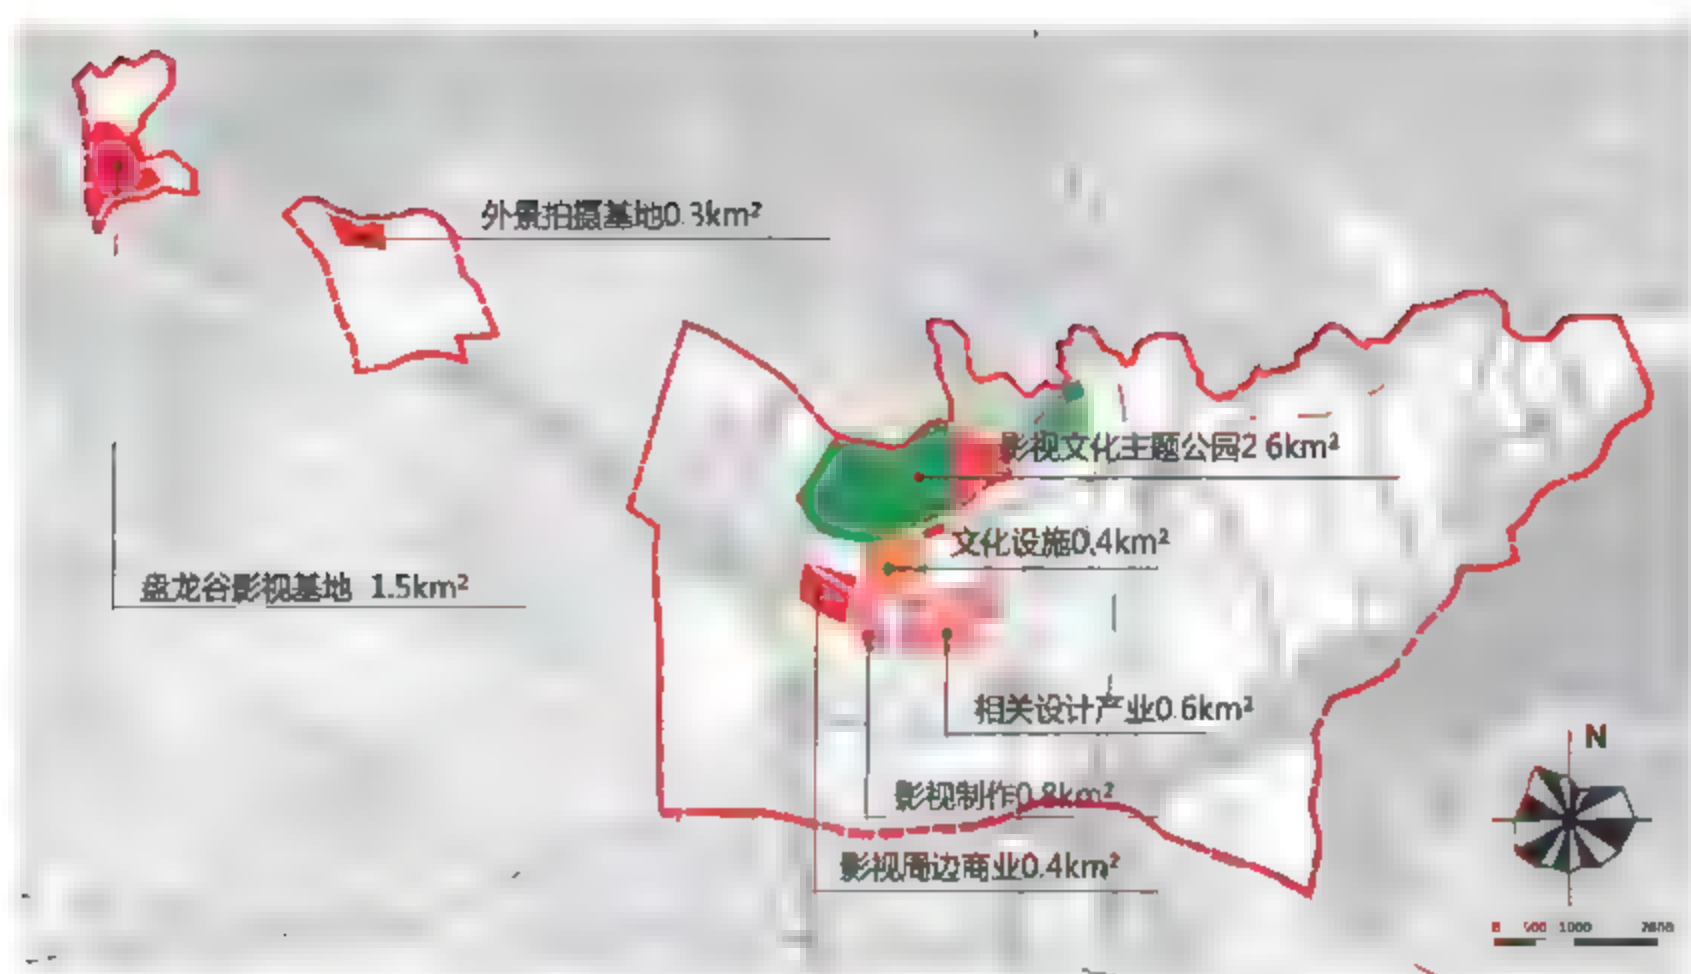 外景拍摄基地0.3km²
影视文化主题公园2.6km²
文化设施0.4km²
盘龙谷影视基地 1.5km²
相关设计产业0.6km²
影视制作0.8km²
影视周边商业0.4km²
N
0 500 1000 2000